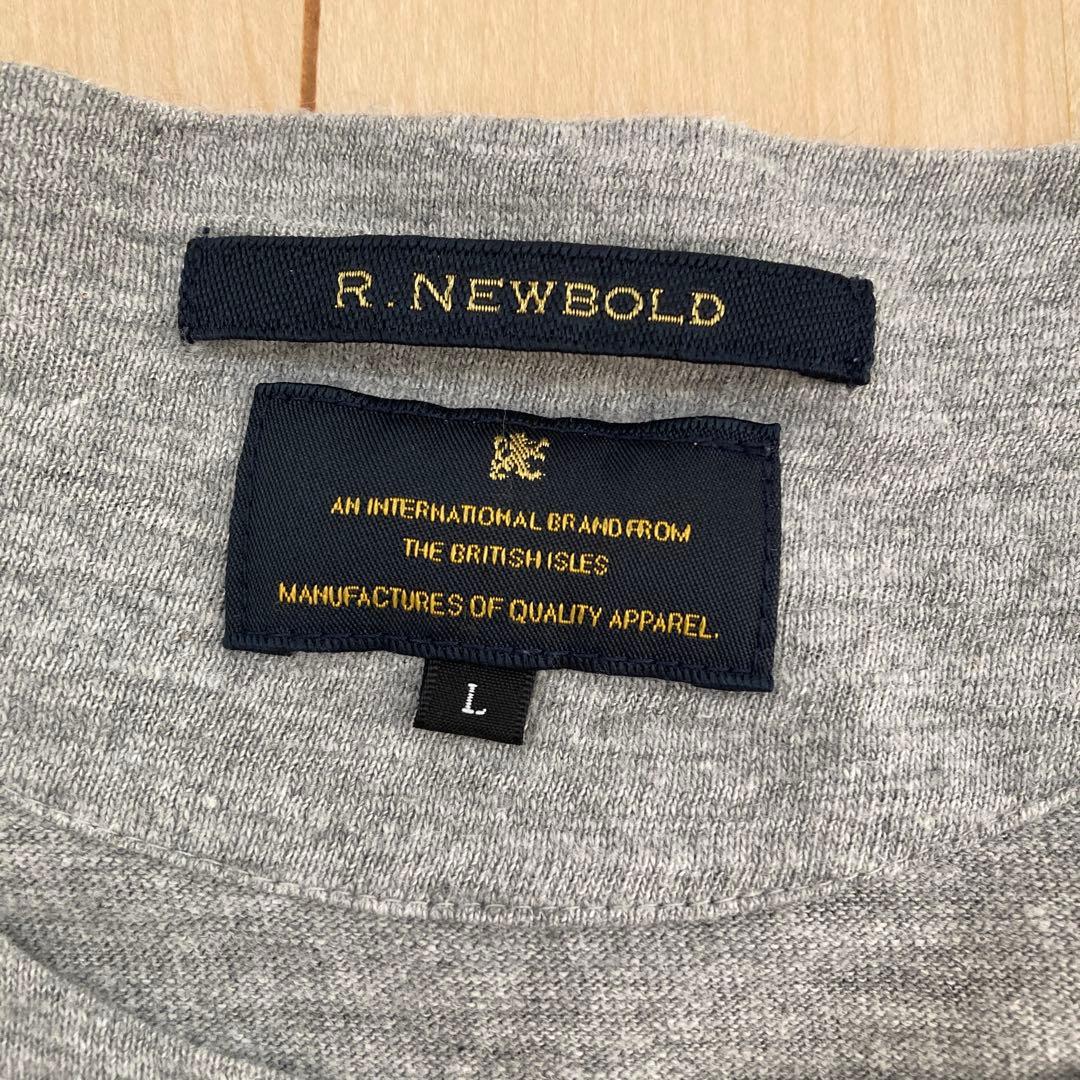 R. NEWBOLD
AN INTERNATIONAL BRAND FROM
THE BRITISH ISLES
MANUFACTURES OF QUALITY APPAREL.
L